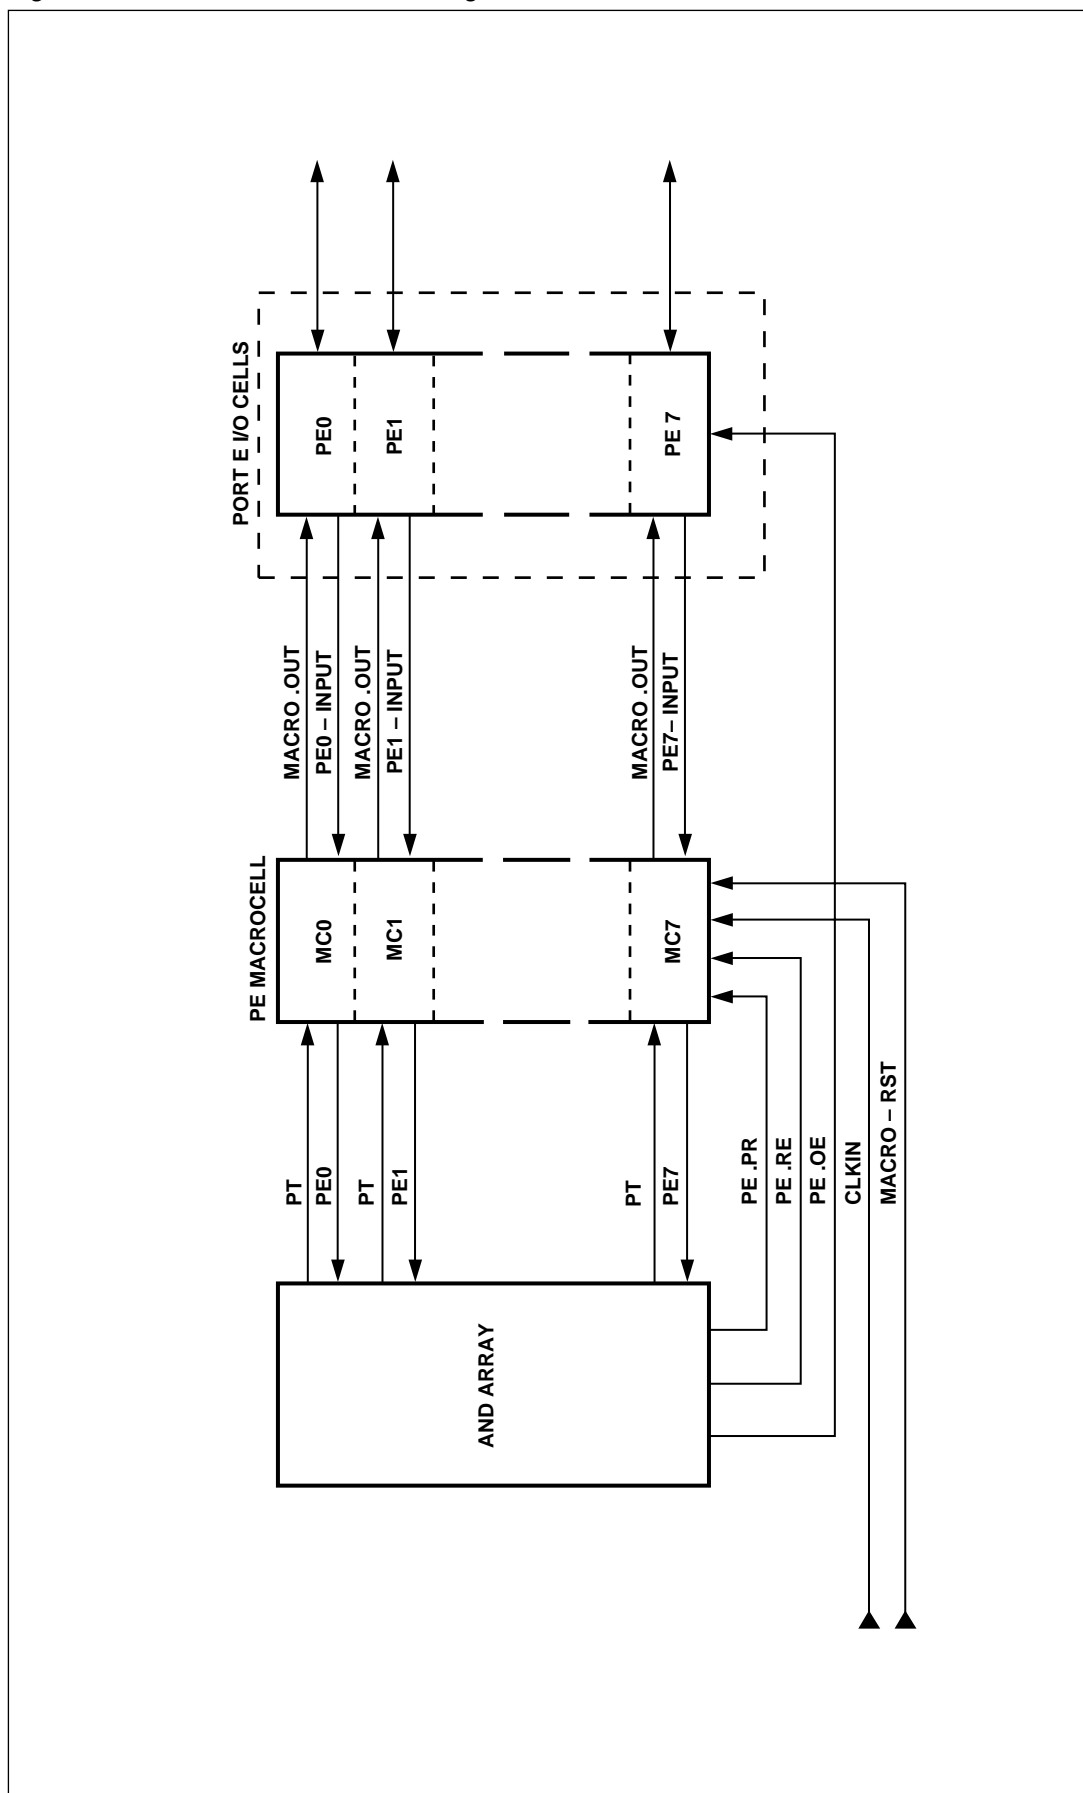 PORT E I/O CELLS
PE0
PE1
PE 7
MACRO .OUT
PE0 – INPUT
MACRO .OUT
PE1 – INPUT
MACRO .OUT
PE7– INPUT
PE MACROCELL
MC0
MC1
MC7
PT
PE0
PT
PE1
PT
PE7
PE .PR
PE .RE
PE .OE
CLKIN
MACRO – RST
AND ARRAY